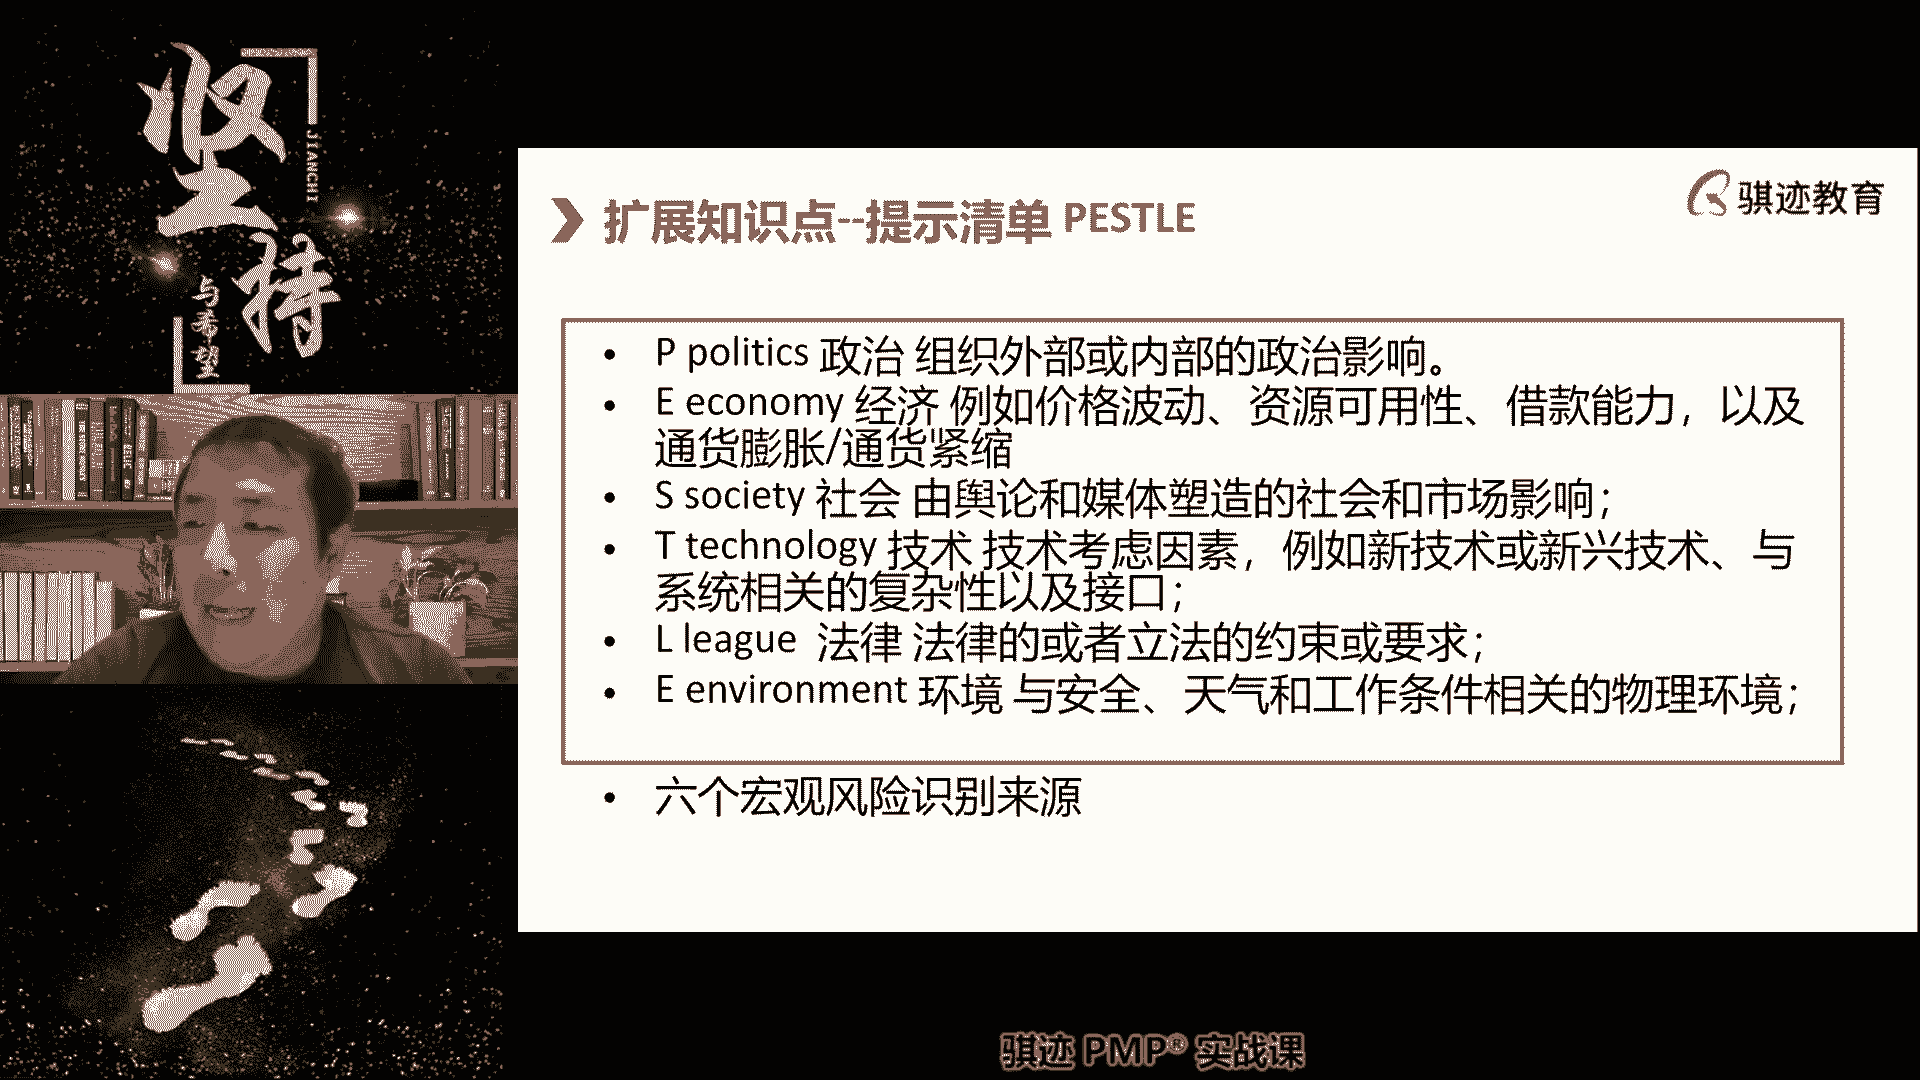 坚持
JIANCHI
与希望
骐迹教育
扩展知识点--提示清单 PESTLE
• P politics 政治 组织外部或内部的政治影响。
• E economy 经济 例如价格波动、资源可用性、借款能力，以及
通货膨胀/通货紧缩
• S society 社会 由舆论和媒体塑造的社会和市场影响；
• T technology 技术 技术考虑因素，例如新技术或新兴技术、与
系统相关的复杂性以及接口；
• L league 法律 法律的或者立法的约束或要求；
• E environment 环境 与安全、天气和工作条件相关的物理环境；
• 六个宏观风险识别来源
骐迹 PMP® 实战课